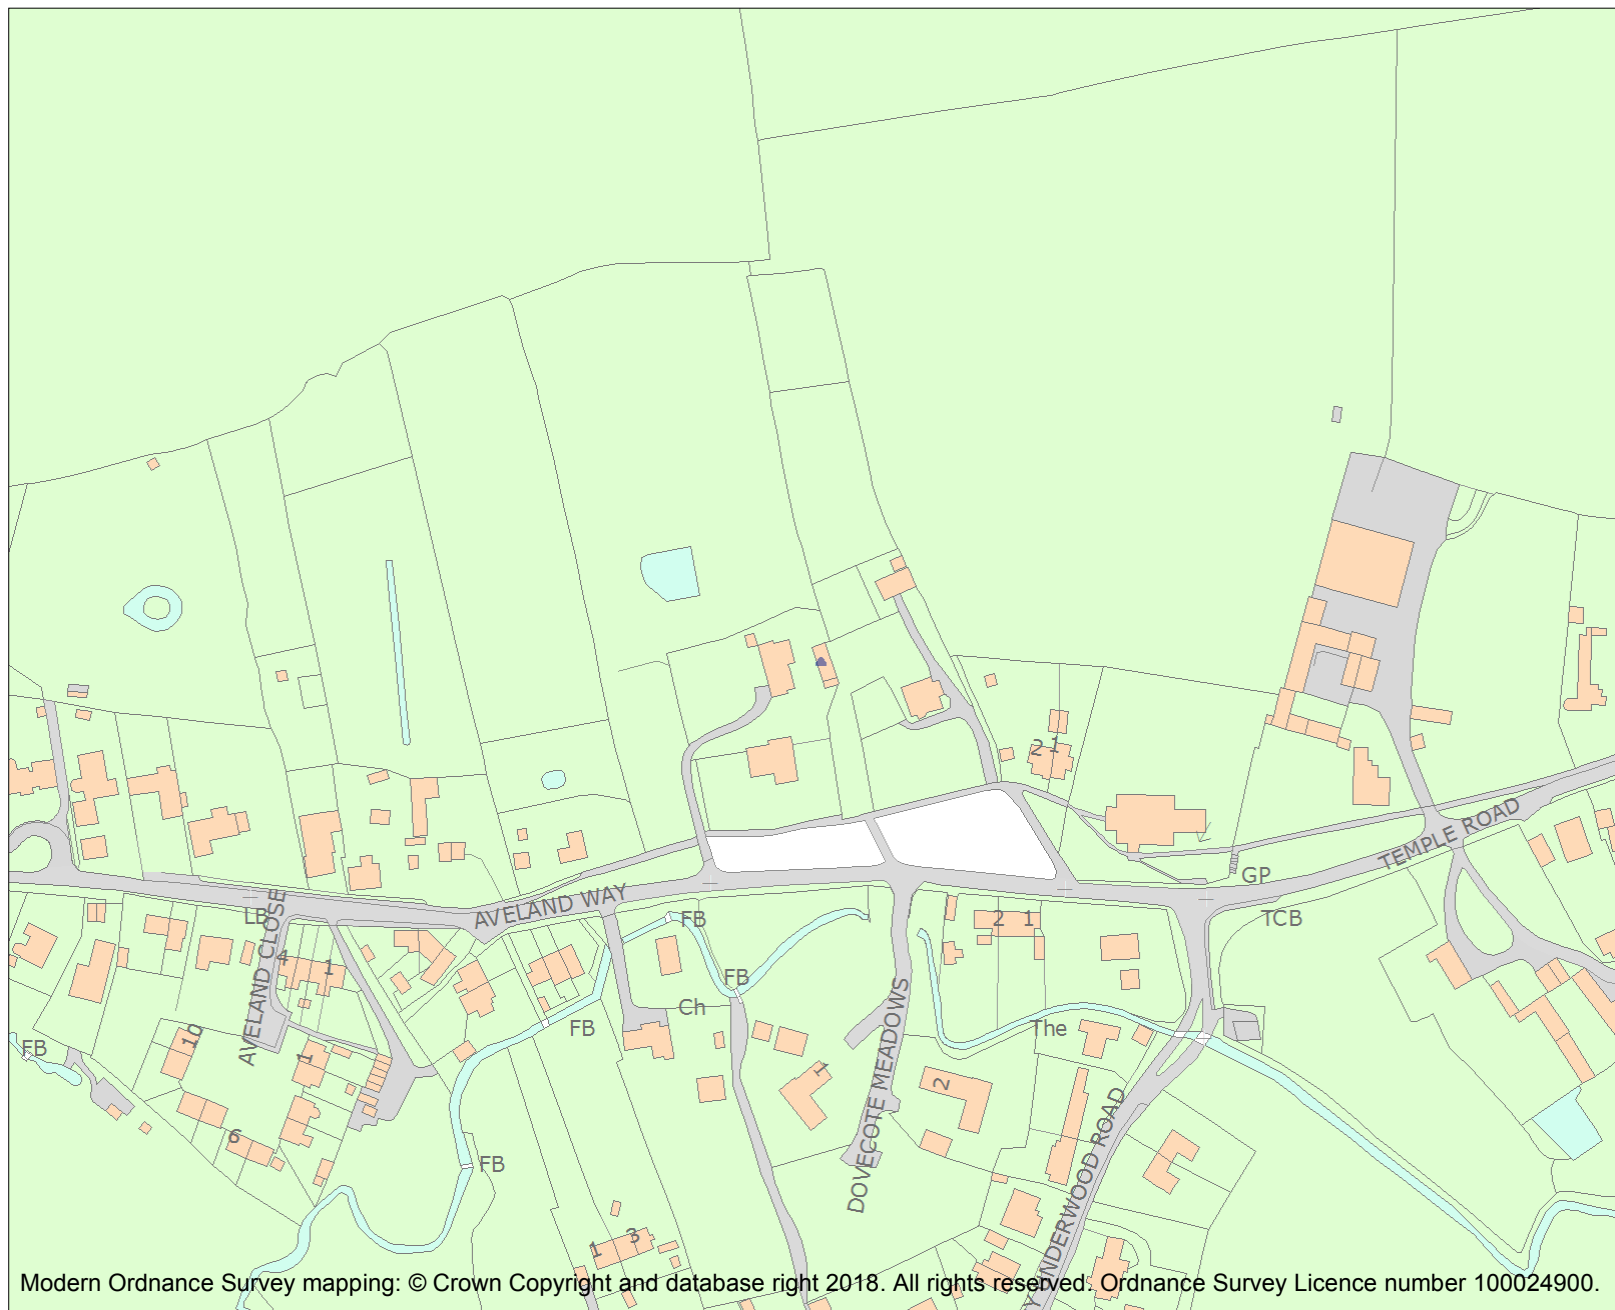 2 1
TEMPLE ROAD
GP
AVELAND WAY
LB
AVELAND CLOSE
FB
2 1
TCB
4
1
FB
DOVECOTE MEADOWS
Ch
FB
The
10
FB
1
1
2
YONDERWOOD ROAD
6
FB
1
3
Modern Ordnance Survey mapping: © Crown Copyright and database right 2018. All rights reserved. Ordnance Survey Licence number 100024900.